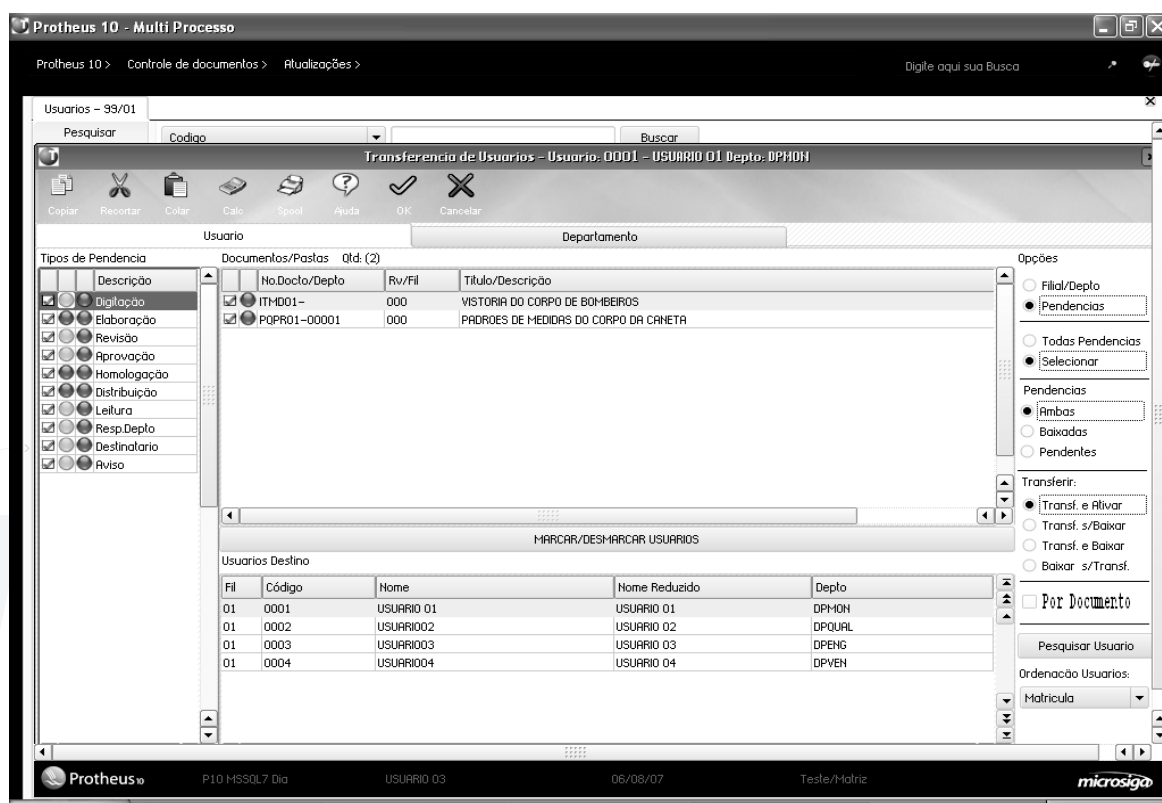 Protheus 10 - Multi Processo
Protheus 10 > Controle de documentos > Atualizações > Digite aqui sua Busca
Usuarios - 99/01
Pesquisar Codigo Buscar
Transferencia de Usuarios - Usuario: 0001 - USUARIO 01 Depto: DPMON
Copiar Recortar Colar Calc Spool Ajuda OK Cancelar
Usuario Departamento
Tipos de Pendencia Documentos/Pastas Qtd: (2) Opções
Descrição No.Docto/Depto Rv/Fil Titulo/Descrição Filial/Depto
Digitação ITMD01- 000 VISTORIA DO CORPO DE BOMBEIROS Pendencias
Elaboração PQPR01-00001 000 PADROES DE MEDIDAS DO CORPO DA CANETA
Revisão Todas Pendencias
Aprovação Selecionar
Homologação
Distribuição Pendencias
Leitura Ambas
Resp.Depto Baixadas
Destinatario Pendentes
Aviso
Transferir:
Transf. e Ativar
Transf. s/Baixar
MARCAR/DESMARCAR USUARIOS Transf. e Baixar
Usuarios Destino Baixar s/Transf.
Fil Código Nome Nome Reduzido Depto
01 0001 USUARIO 01 USUARIO 01 DPMON Por Documento
01 0002 USUARIO02 USUARIO 02 DPQUAL
01 0003 USUARIO03 USUARIO 03 DPENG Pesquisar Usuario
01 0004 USUARIO04 USUARIO 04 DPVEN
Ordenacão Usuarios:
Matricula
Protheus10 P10 MSSQL7 Dia USUARIO 03 06/08/07 Teste/Matriz microsiga